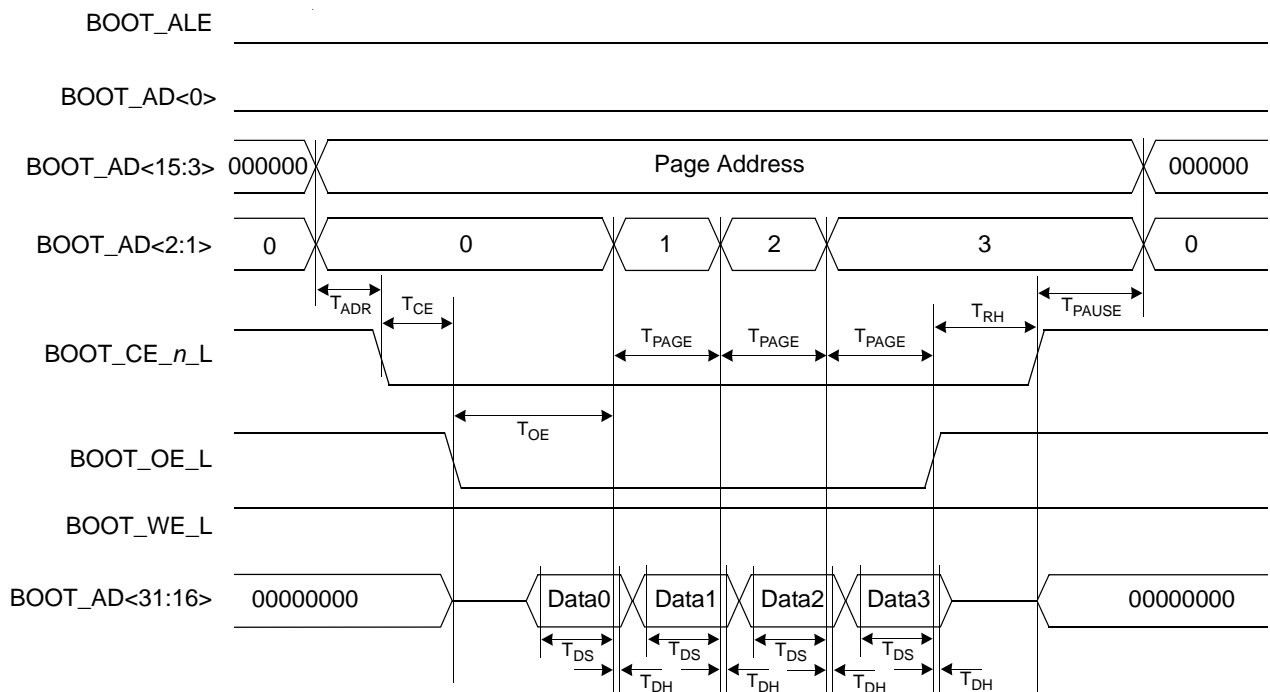 BOOT_ALE
BOOT_AD<0>
BOOT_AD<15:3> 000000 Page Address 000000
BOOT_AD<2:1> 0 0 1 2 3 0
TADR TCE TRH TPAUSE
BOOT_CE_n_L TPAGE TPAGE TPAGE
TOE
BOOT_OE_L
BOOT_WE_L
BOOT_AD<31:16> 00000000 Data0 Data1 Data2 Data3 00000000
TDS TDS TDS TDS
TDH TDH TDH TDH